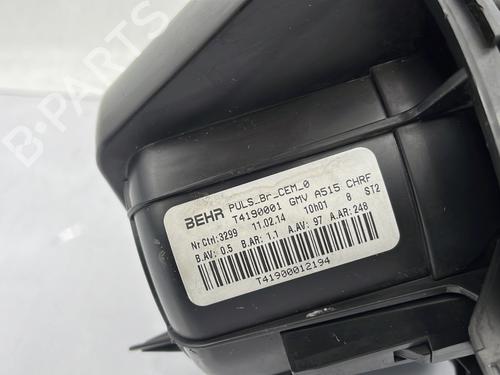 B-PARTS
BEHR
PULS_Br_CEM_0
T4190001 GMV A515 CHRF
Nr Ctrl:3299 11.02.14 10h01 8 ST2
B.AV: 0.5 B.AR: 1.1 A.AV: 97 A.AR: 248
T41900012194